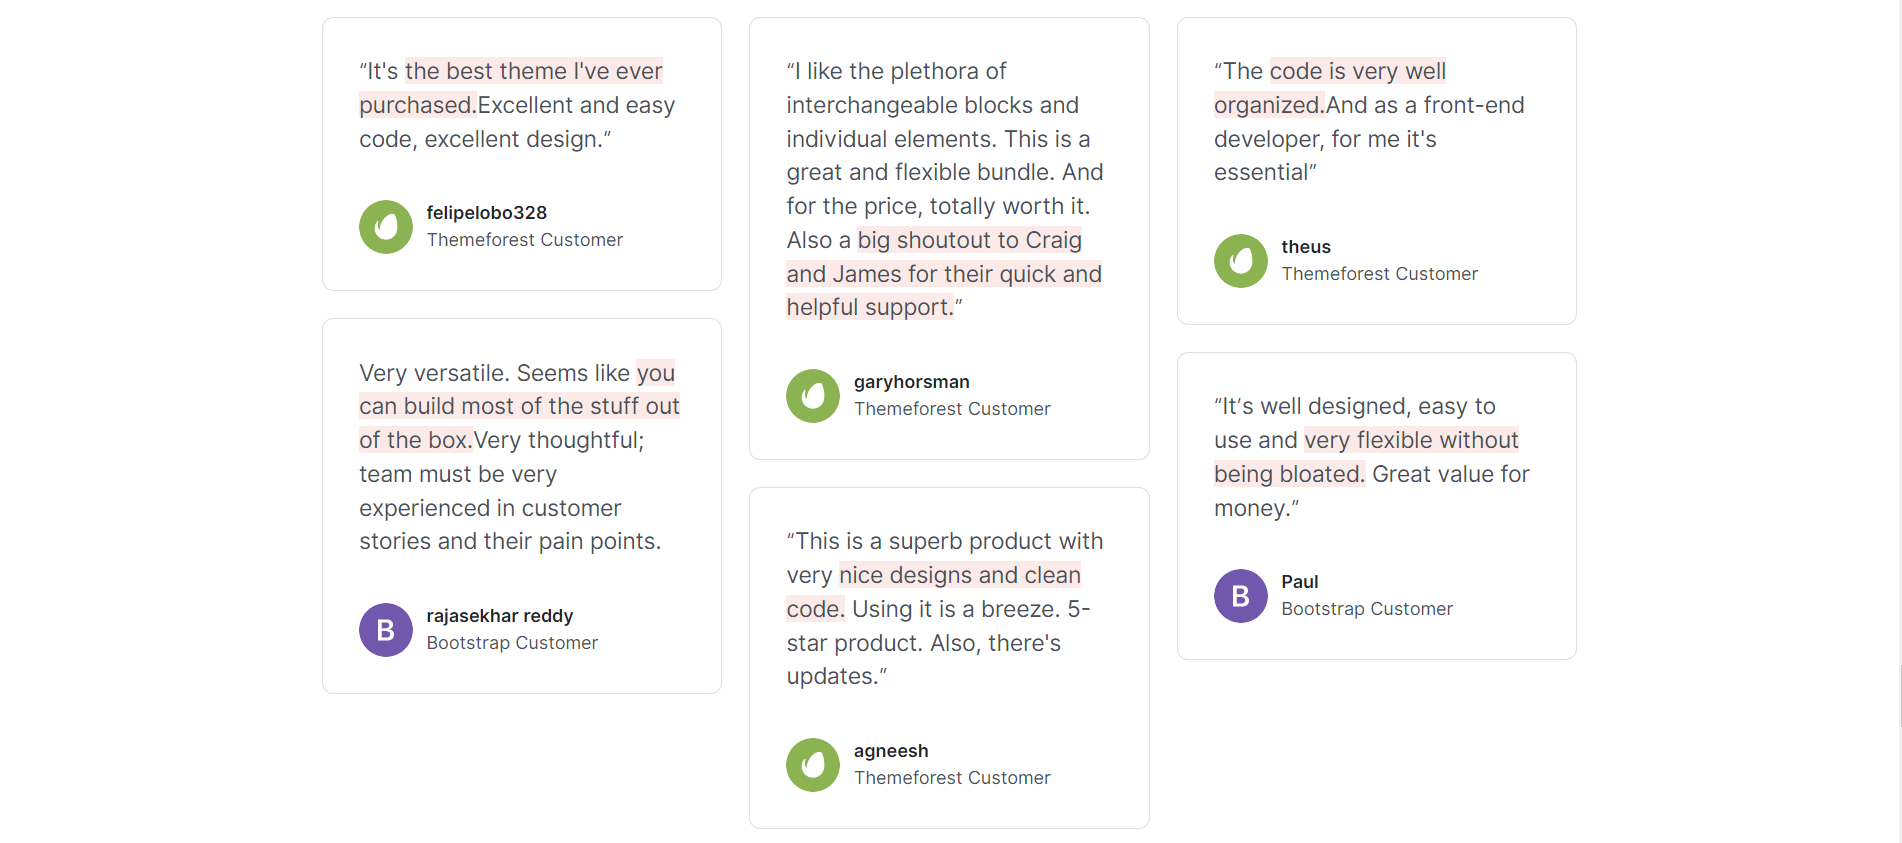 “It's the best theme I've ever
purchased.Excellent and easy
code, excellent design.”
felipelobo328
Themeforest Customer
Very versatile. Seems like you
can build most of the stuff out
of the box.Very thoughtful;
team must be very
experienced in customer
stories and their pain points.
B
rajasekhar reddy
Bootstrap Customer
“I like the plethora of
interchangeable blocks and
individual elements. This is a
great and flexible bundle. And
for the price, totally worth it.
Also a big shoutout to Craig
and James for their quick and
helpful support.”
garyhorsman
Themeforest Customer
“This is a superb product with
very nice designs and clean
code. Using it is a breeze. 5-
star product. Also, there's
updates.”
agneesh
Themeforest Customer
“The code is very well
organized.And as a front-end
developer, for me it's
essential”
theus
Themeforest Customer
“It’s well designed, easy to
use and very flexible without
being bloated. Great value for
money.”
B
Paul
Bootstrap Customer